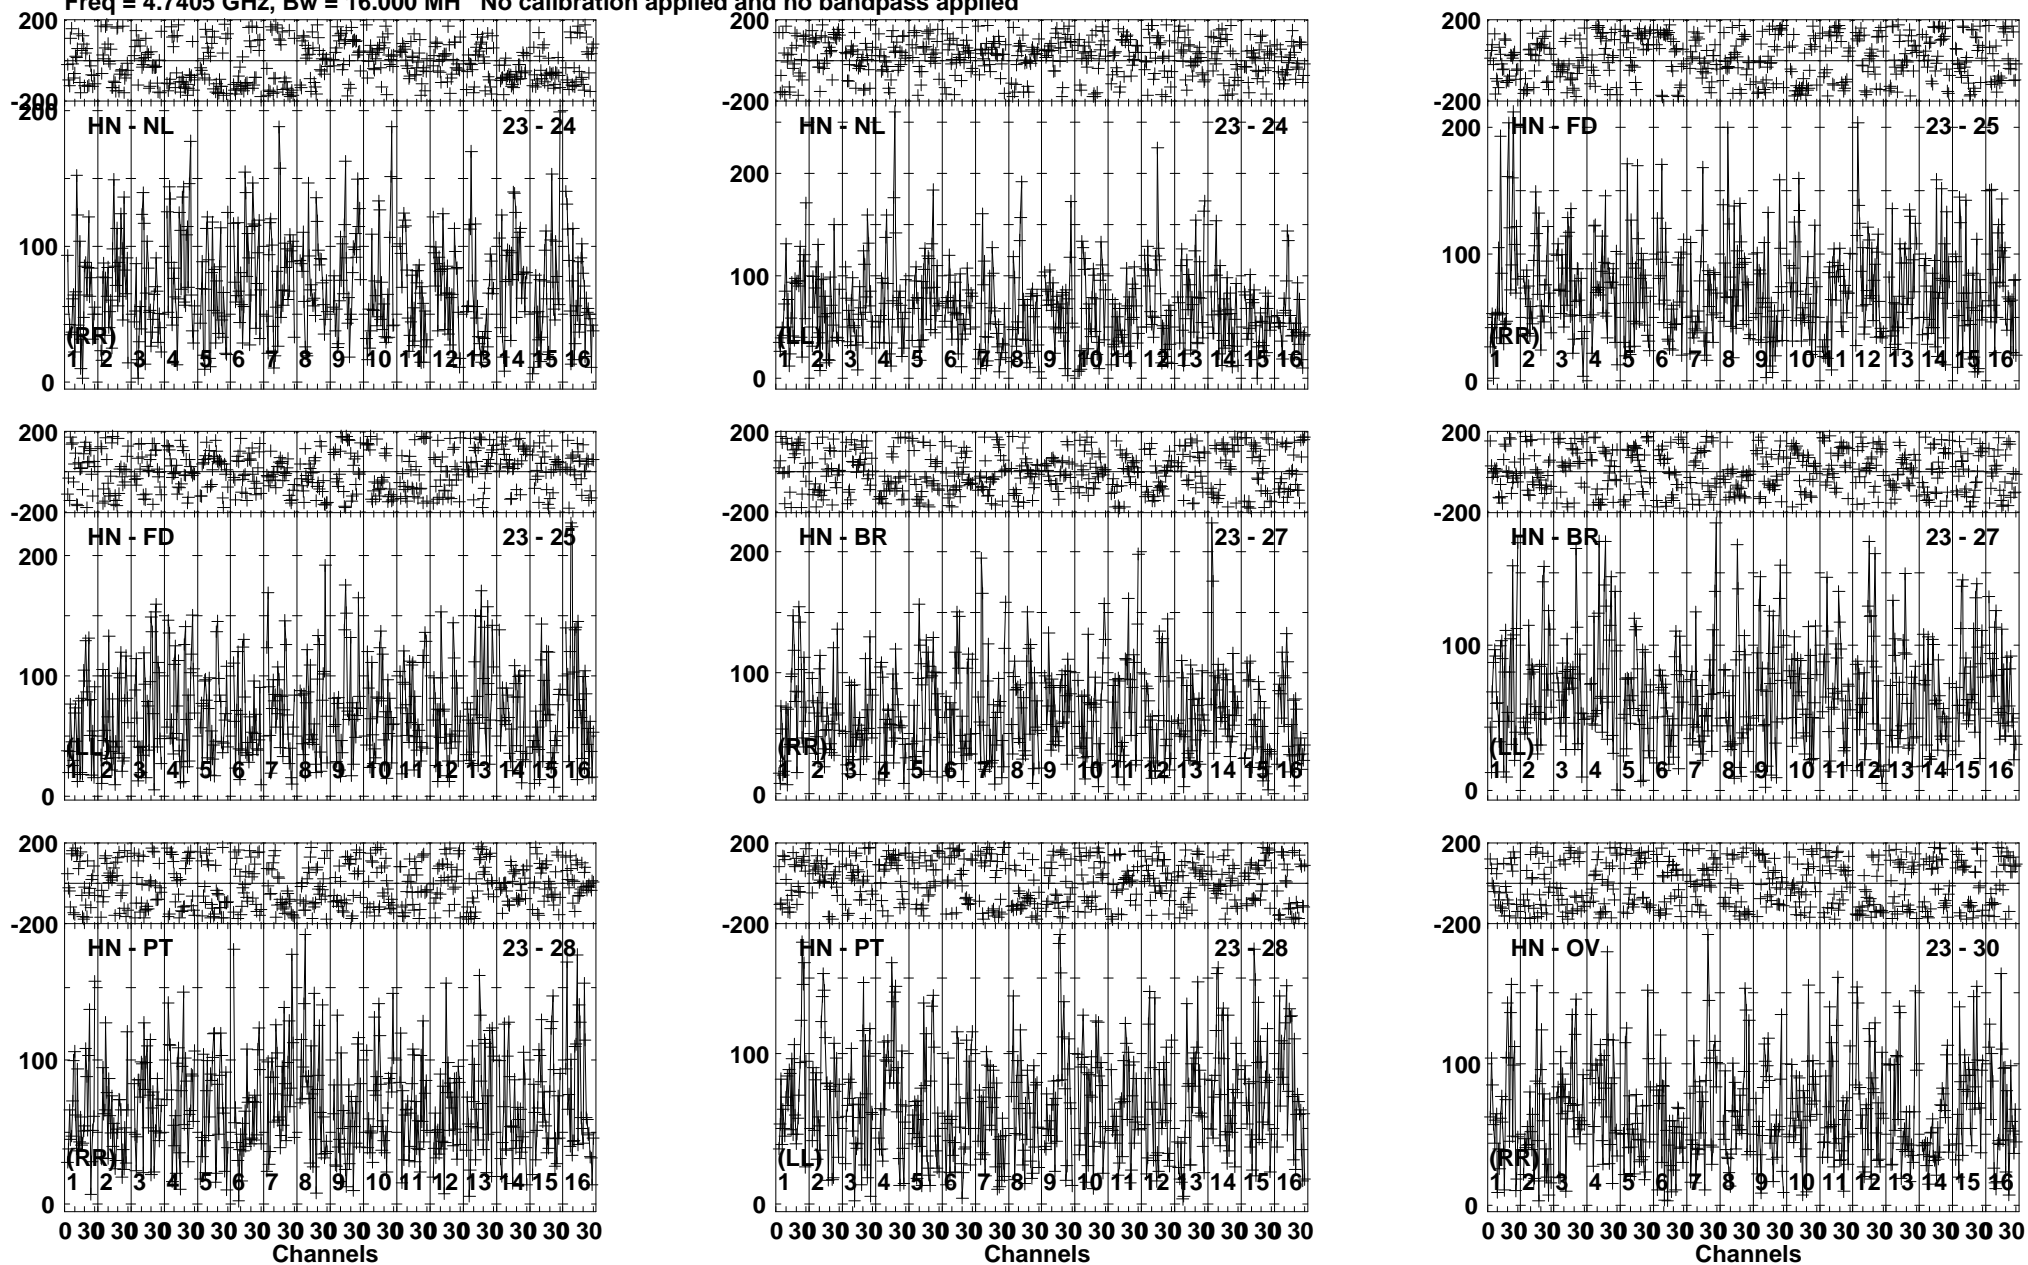 Freq = 4.7405 GHz, Bw = 16.000 MH No calibration applied and no bandpass applied
200 200 200
-200 -200 -200
200 HN - NL 23 - 24 HN - NL 23 - 24 200 HN - FD 23 - 25
200
100 100 100
(RR) (LL) (RR)
1 2 3 4 5 6 7 8 9 10 11 12 13 14 15 16 1 2 3 4 5 6 7 8 9 10 11 12 13 14 15 16 1 2 3 4 5 6 7 8 9 10 11 12 13 14 15 16
0 0 0
200 200 200
-200 -200 -200
HN - FD 23 - 25 HN - BR 23 - 27 HN - BR 23 - 27
200 200
100 100 100
(LL) (RR) (LL)
1 2 3 4 5 6 7 8 9 10 11 12 13 14 15 16 1 2 3 4 5 6 7 8 9 10 11 12 13 14 15 16 1 2 3 4 5 6 7 8 9 10 11 12 13 14 15 16
0 0 0
200 200 200
-200 -200 -200
HN - PT 23 - 28 HN - PT 23 - 28 HN - OV 23 - 30
100 100 100
(RR) (LL) (RR)
1 2 3 4 5 6 7 8 9 10 11 12 13 14 15 16 1 2 3 4 5 6 7 8 9 10 11 12 13 14 15 16 1 2 3 4 5 6 7 8 9 10 11 12 13 14 15 16
0 0 0
0 30 30 30 30 30 30 30 30 30 30 30 30 30 30 30 30 0 30 30 30 30 30 30 30 30 30 30 30 30 30 30 30 30 0 30 30 30 30 30 30 30 30 30 30 30 30 30 30 30 30
Channels Channels Channels